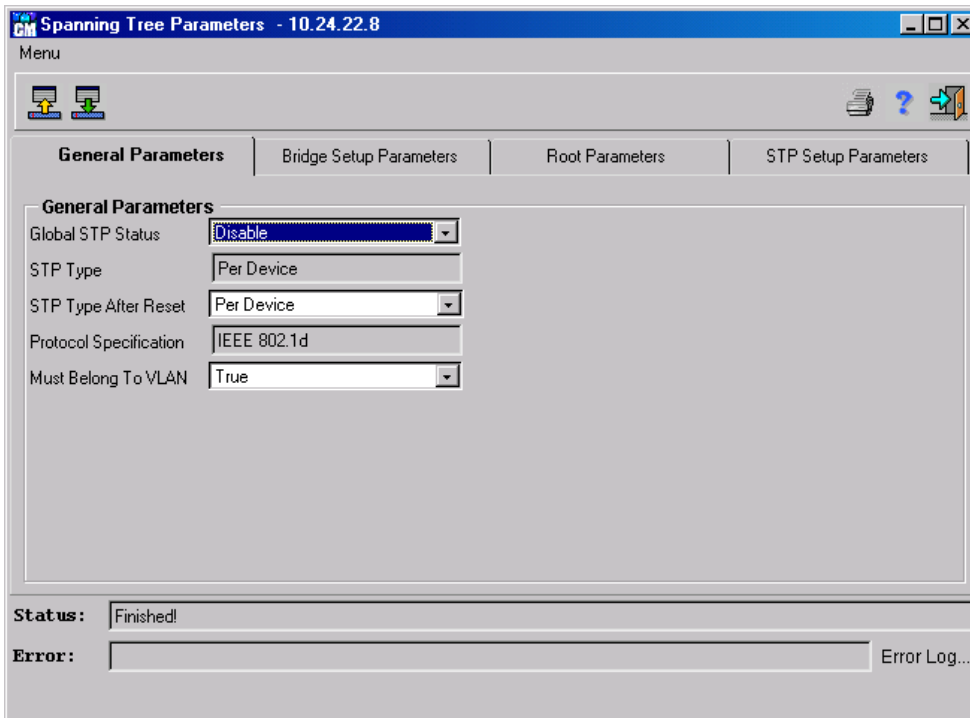 CM Spanning Tree Parameters - 10.24.22.8
Menu
?
General Parameters Bridge Setup Parameters Root Parameters STP Setup Parameters
General Parameters
Global STP Status Disable
STP Type Per Device
STP Type After Reset Per Device
Protocol Specification IEEE 802.1d
Must Belong To VLAN True
Status: Finished!
Error: Error Log...